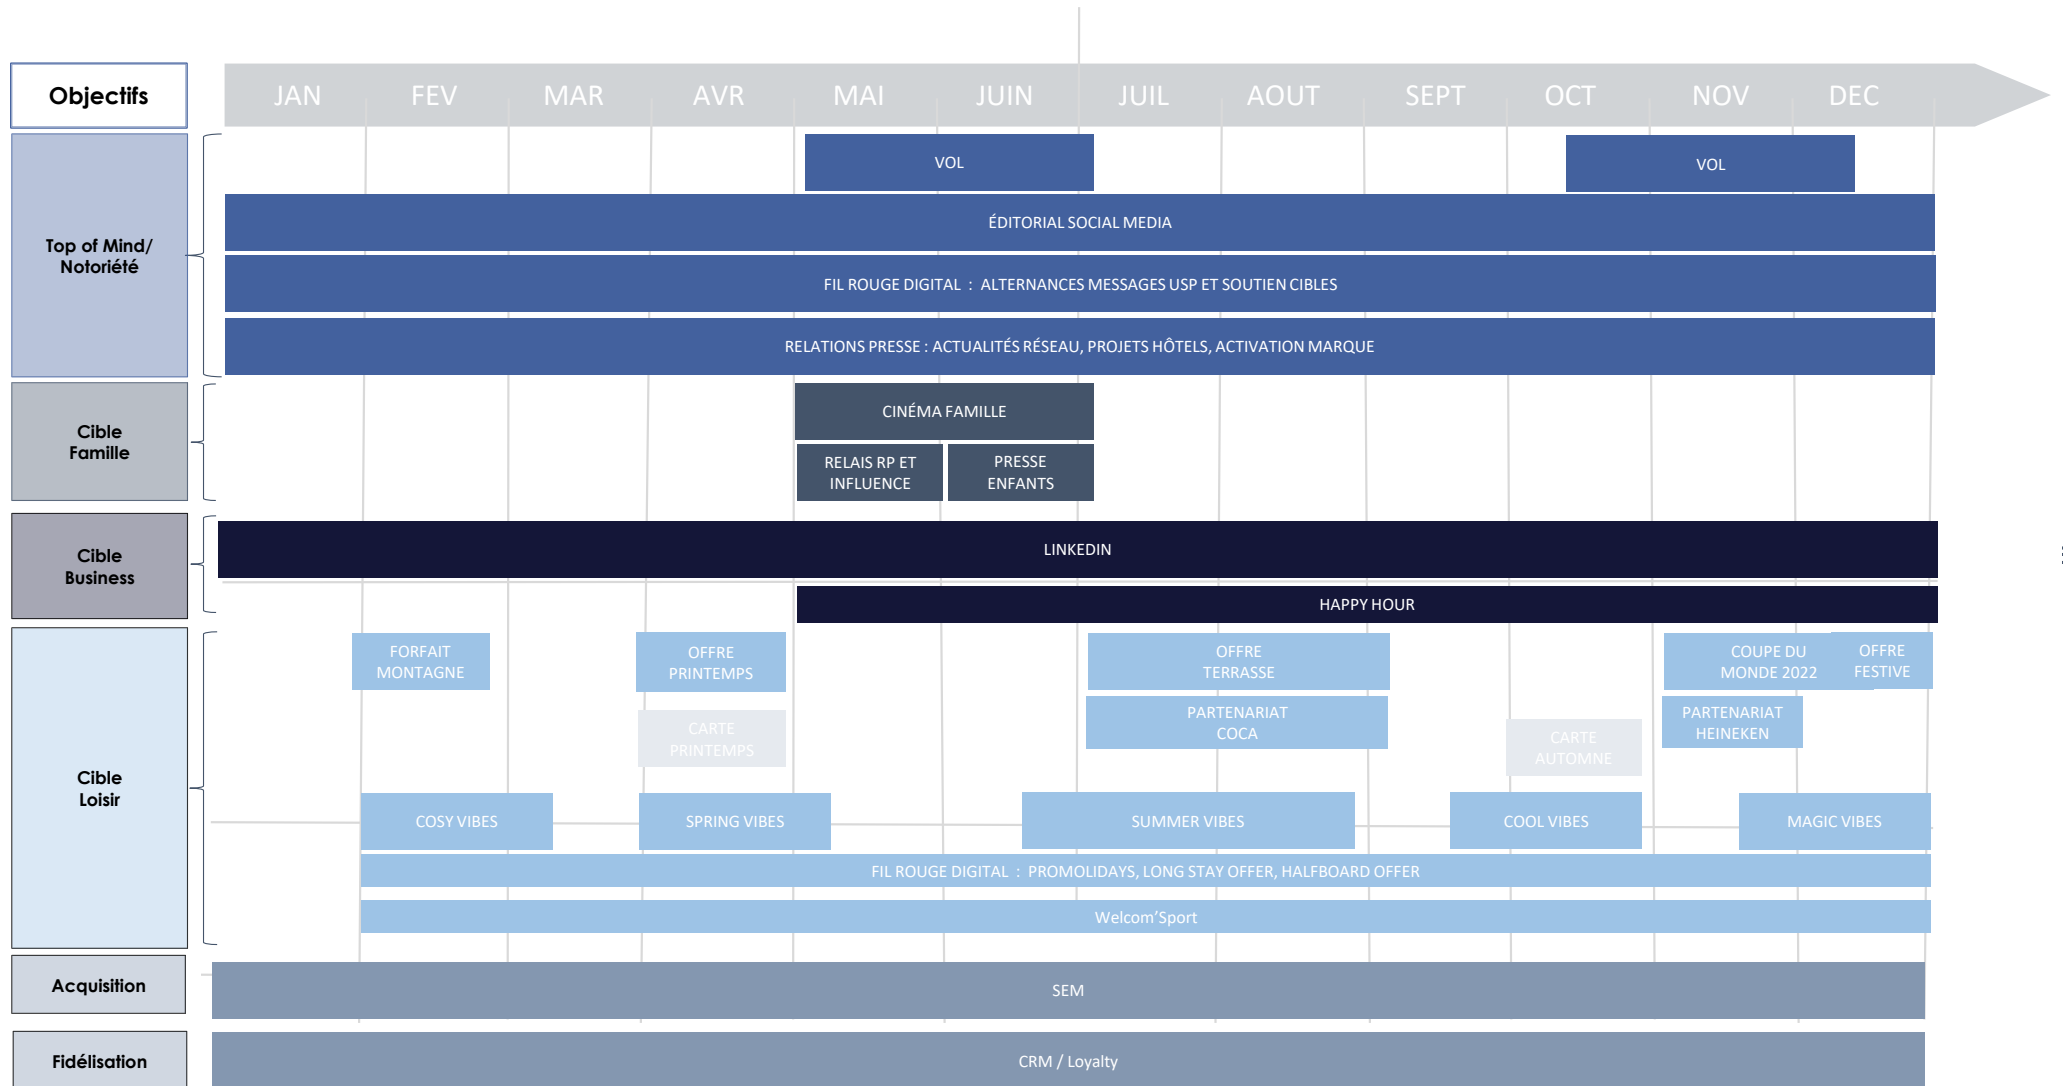 Objectifs
JAN FEV MAR AVR MAI JUIN JUIL AOUT SEPT OCT NOV DEC
Top of Mind/
Notoriété
VOL
VOL
ÉDITORIAL SOCIAL MEDIA
FIL ROUGE DIGITAL : ALTERNANCES MESSAGES USP ET SOUTIEN CIBLES
RELATIONS PRESSE : ACTUALITÉS RÉSEAU, PROJETS HÔTELS, ACTIVATION MARQUE
Cible
Famille
CINÉMA FAMILLE
RELAIS RP ET
INFLUENCE
PRESSE
ENFANTS
Cible
Business
LINKEDIN
HAPPY HOUR
Cible
Loisir
FORFAIT
MONTAGNE
OFFRE
PRINTEMPS
OFFRE
TERRASSE
COUPE DU
MONDE 2022
OFFRE
FESTIVE
CARTE
PRINTEMPS
PARTENARIAT
COCA
CARTE
AUTOMNE
PARTENARIAT
HEINEKEN
COSY VIBES
SPRING VIBES
SUMMER VIBES
COOL VIBES
MAGIC VIBES
FIL ROUGE DIGITAL : PROMOLIDAYS, LONG STAY OFFER, HALFBOARD OFFER
Welcom'Sport
Acquisition
SEM
Fidélisation
CRM / Loyalty